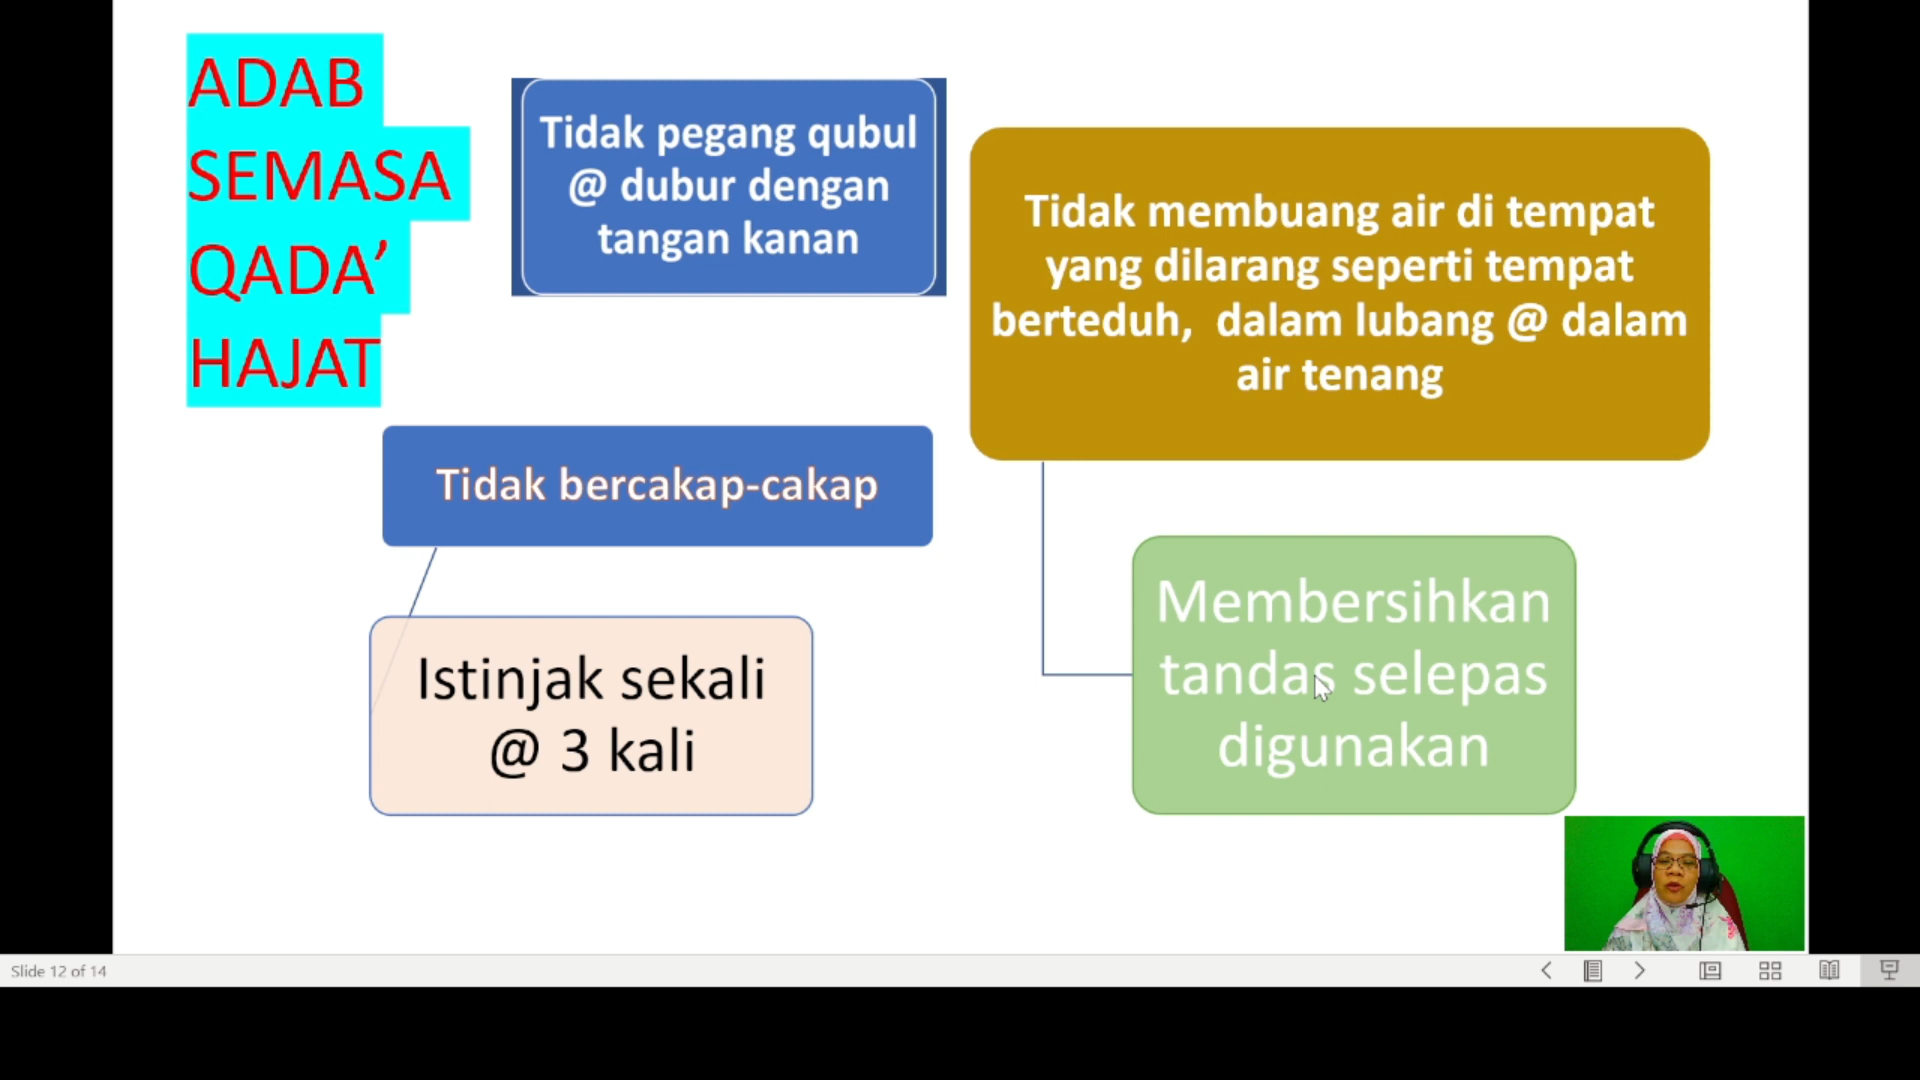 ADAB
SEMASA
QADA’
HAJAT
Tidak pegang qubul
@ dubur dengan
tangan kanan
Tidak membuang air di tempat
yang dilarang seperti tempat
berteduh,  dalam lubang @ dalam
air tenang
Tidak bercakap-cakap
Istinjak sekali
@ 3 kali
Membersihkan
tandas selepas
digunakan
Slide 12 of 14